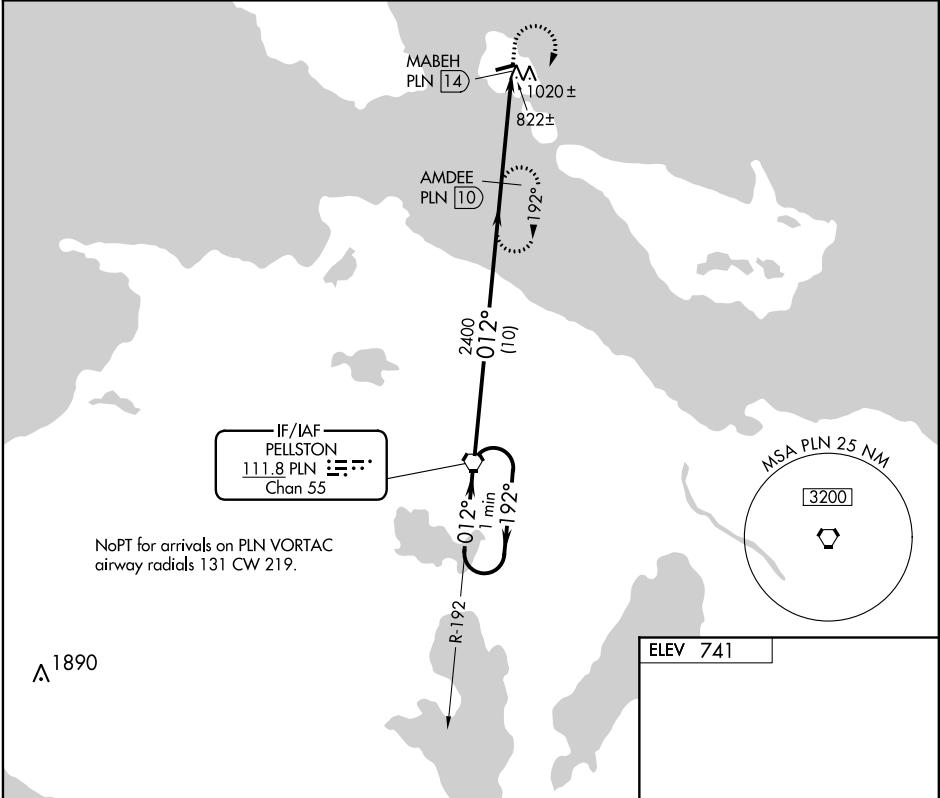 MABEH
PLN 14
1020±
822±
AMDEE
PLN 10
192°
2400
012°
(10)
IF/IAF
PELLSTON
111.8 PLN
Chan 55
012°
1 min
192°
NoPT for arrivals on PLN VORTAC
airway radials 131 CW 219.
R-192
MSA PLN 25 NM
3200
1890
ELEV 741